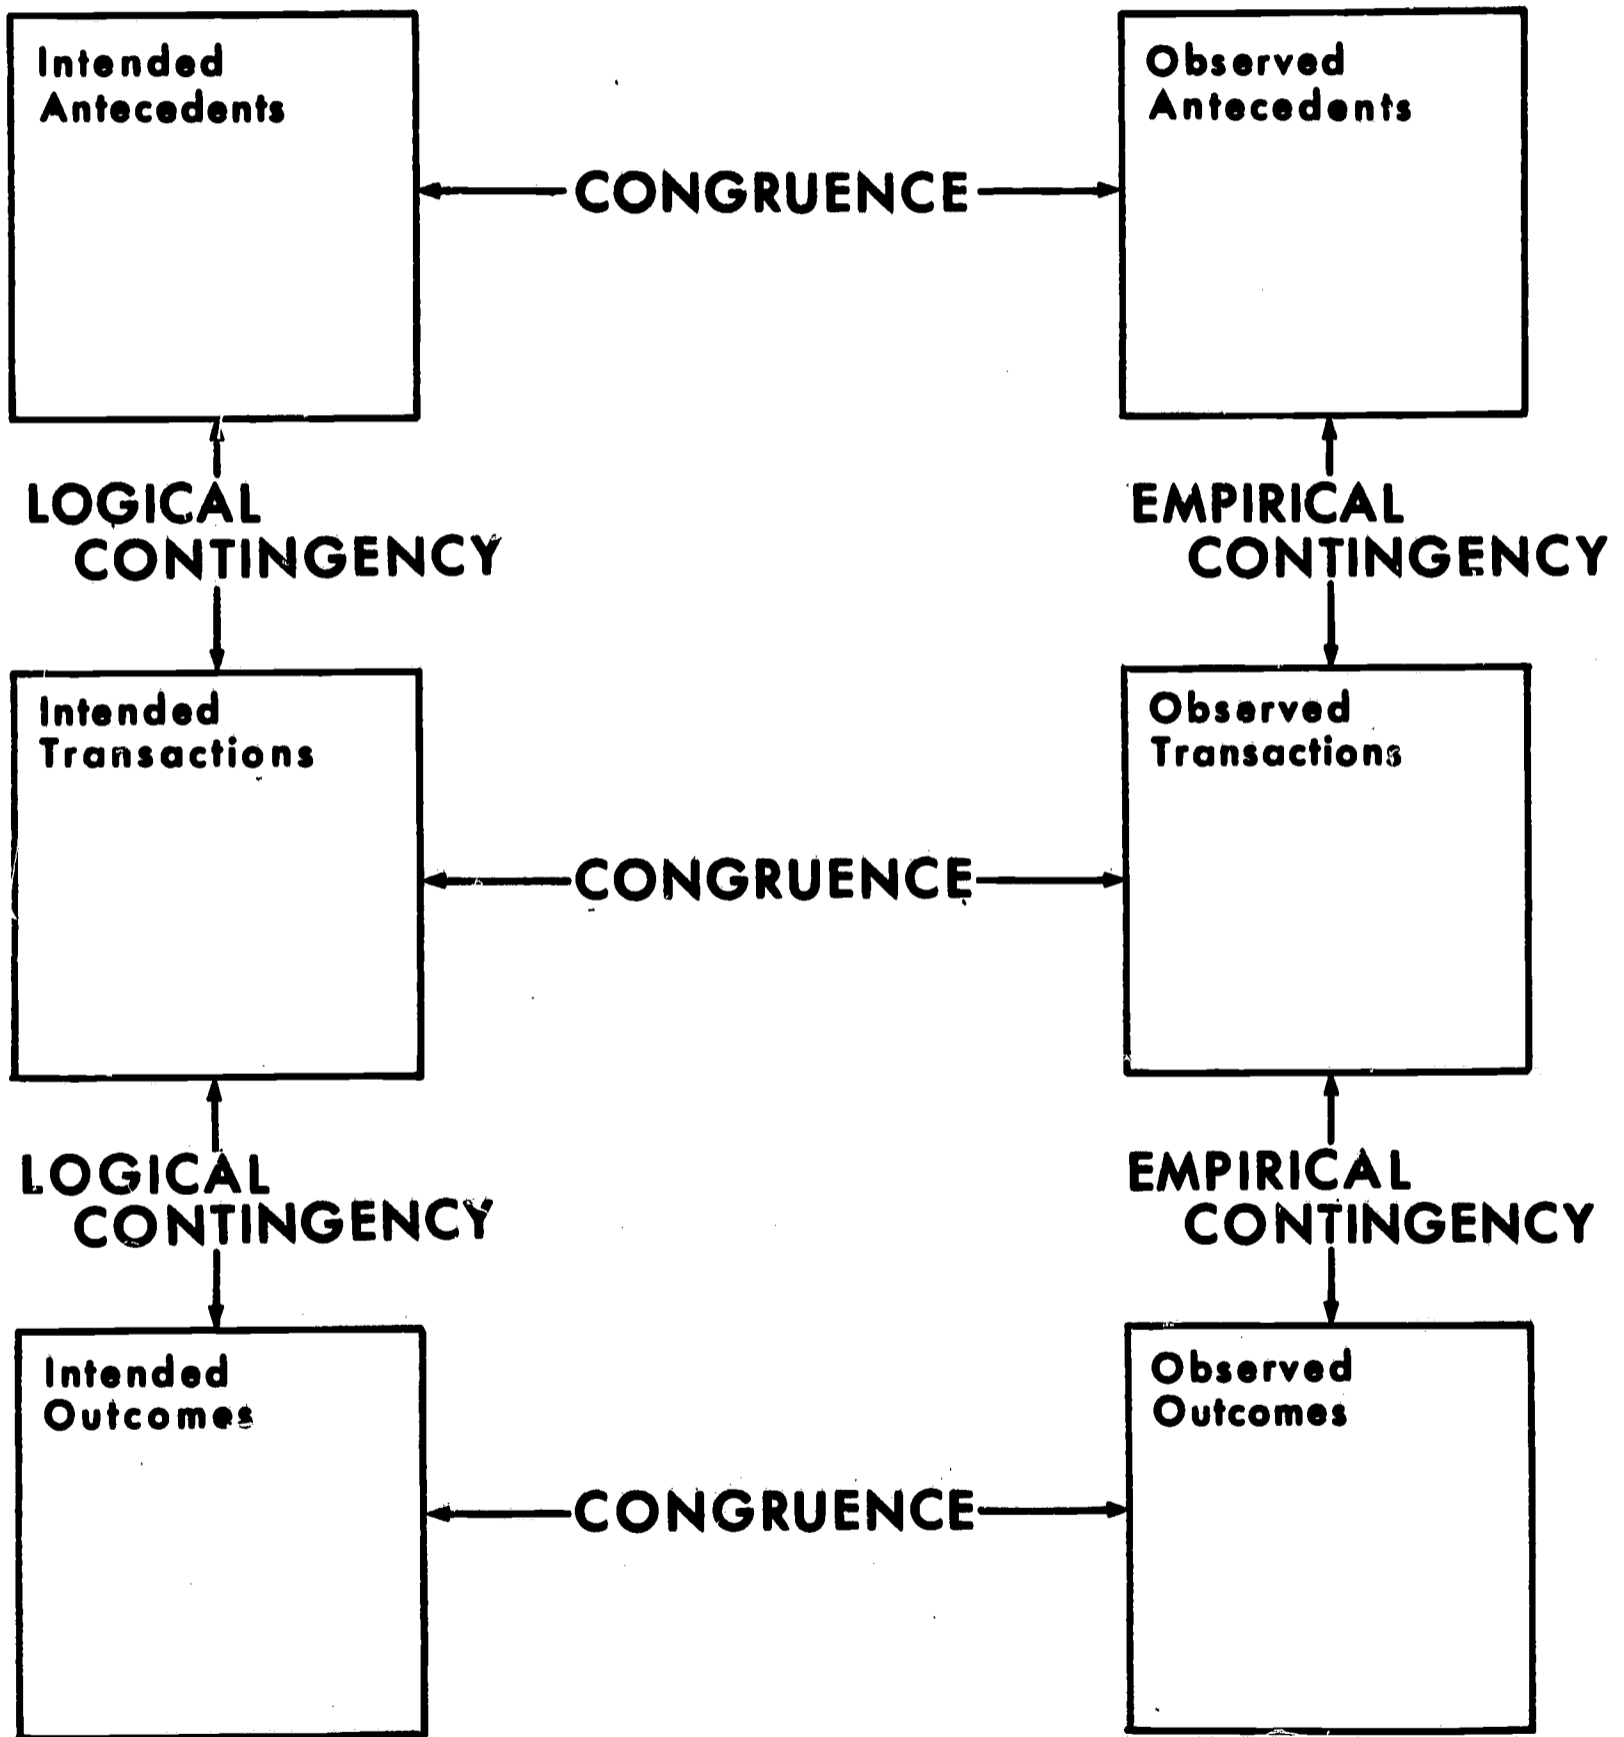 Intended
Antecedents
Observed
Antecedents
CONGRUENCE
LOGICAL
CONTINGENCY
EMPIRICAL
CONTINGENCY
Intended
Transactions
Observed
Transactions
CONGRUENCE
LOGICAL
CONTINGENCY
EMPIRICAL
CONTINGENCY
Intended
Outcomes
Observed
Outcomes
CONGRUENCE